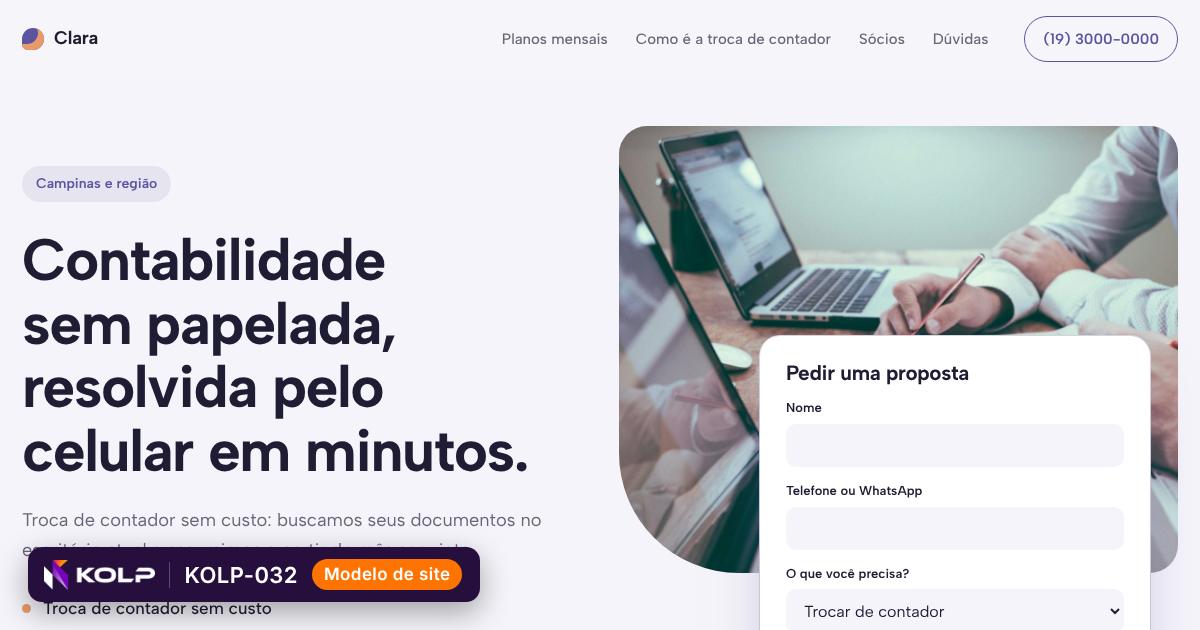 Clara
Planos mensais
Como é a troca de contador
Sócios
Dúvidas
(19) 3000-0000
Campinas e região
Contabilidade
sem papelada,
resolvida pelo
celular em minutos.
Troca de contador sem custo: buscamos seus documentos no
KOLP
KOLP-032
Modelo de site
Troca de contador sem custo
Pedir uma proposta
Nome
Telefone ou WhatsApp
O que você precisa?
Trocar de contador